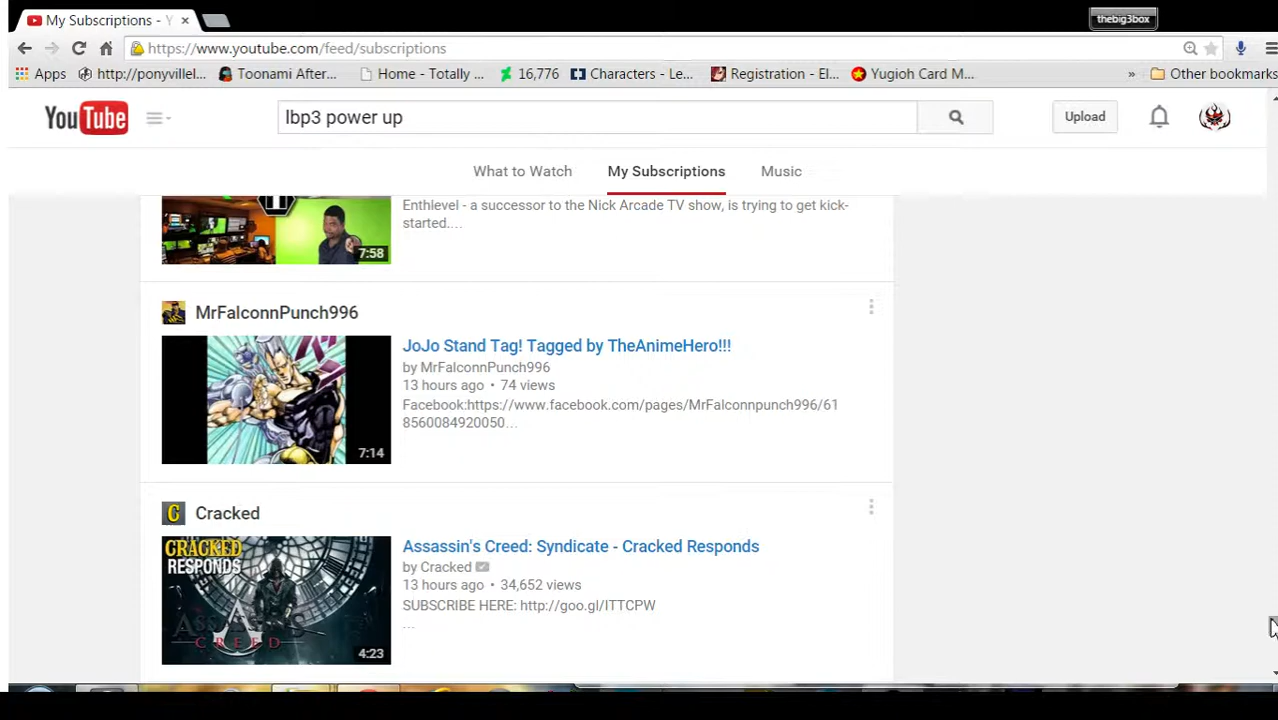 My Subscriptions - Y
thebig3box
https://www.youtube.com/feed/subscriptions
Apps http://ponyvillel... Toonami After... Home - Totally ... 16,776 Characters - Le... Registration - El... Yugioh Card M... » Other bookmarks
YouTube
lbp3 power up
Upload
What to Watch My Subscriptions Music
Enthlevel - a successor to the Nick Arcade TV show, is trying to get kick-
started....
7:58
MrFalconnPunch996
JoJo Stand Tag! Tagged by TheAnimeHero!!!
by MrFalconnPunch996
13 hours ago • 74 views
Facebook:https://www.facebook.com/pages/MrFalconnpunch996/61
8560084920050...
7:14
Cracked
CRACKED
RESPONDS
ASSASSIN'S
CREED
4:23
Assassin's Creed: Syndicate - Cracked Responds
by Cracked
13 hours ago • 34,652 views
SUBSCRIBE HERE: http://goo.gl/ITTCPW
...